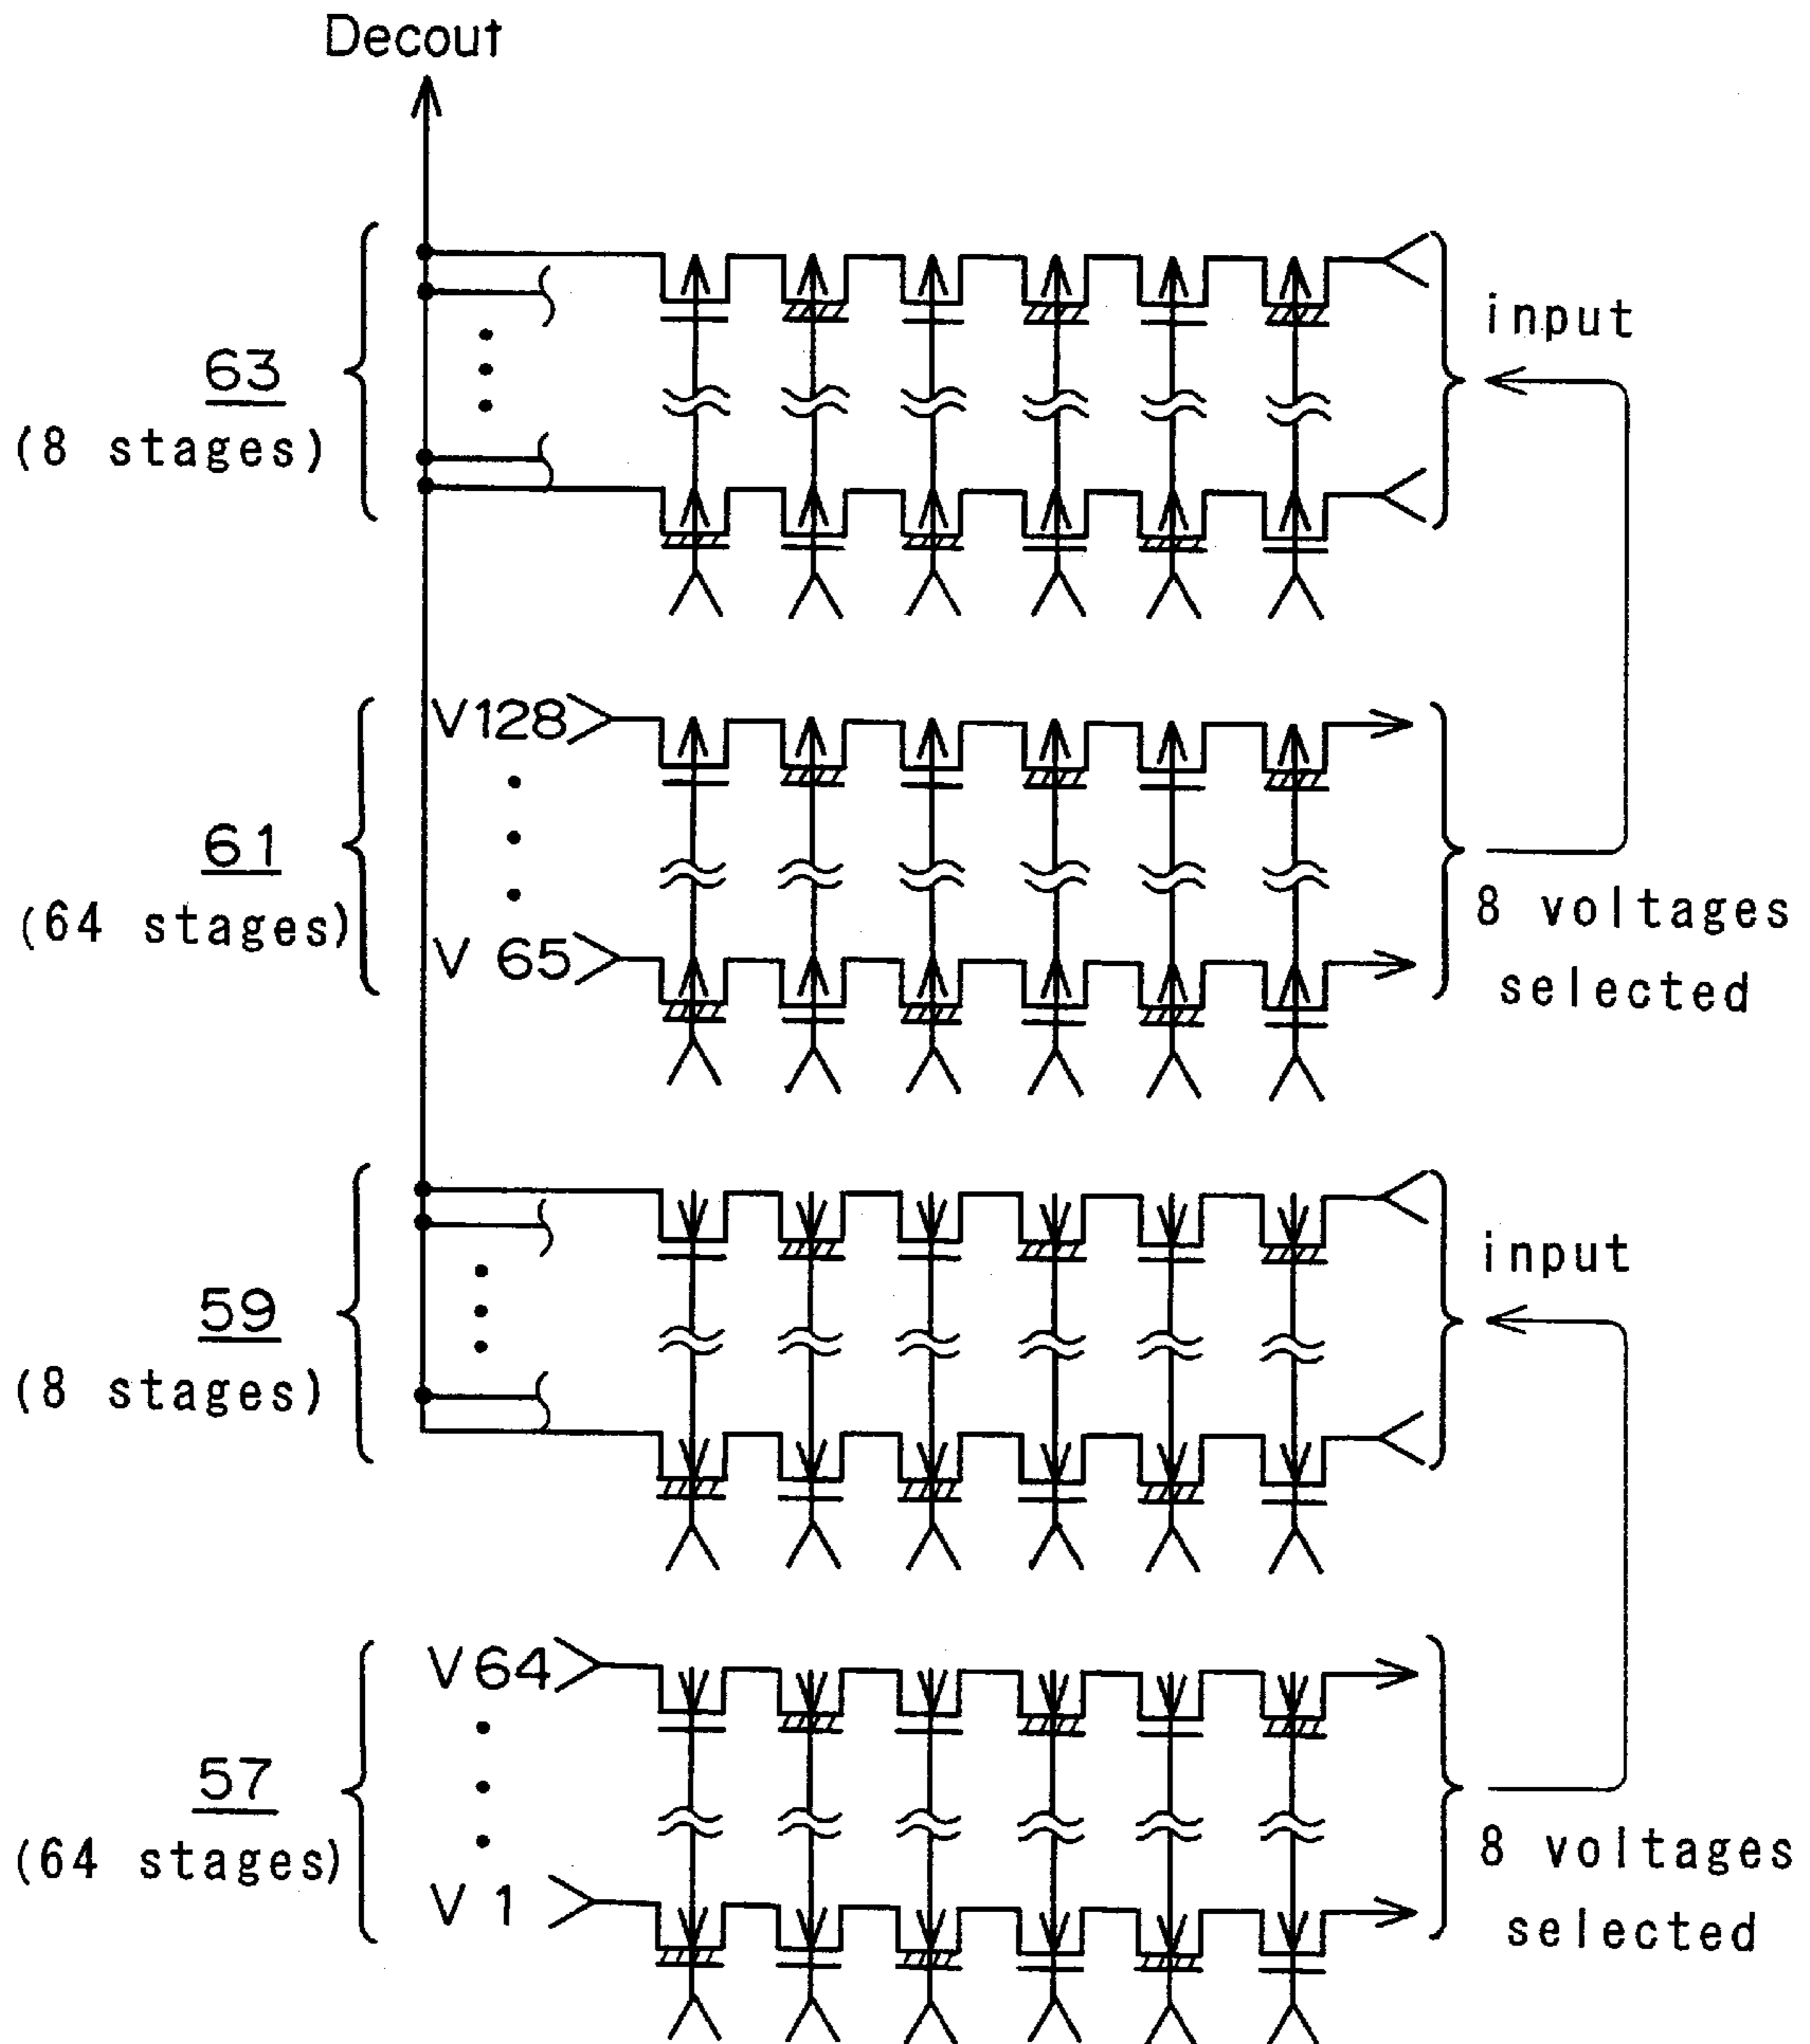 Decout
63
(8 stages)
input
V128
61
(64 stages)
V 65
8 voltages
selected
59
(8 stages)
input
V64
57
(64 stages)
V 1
8 voltages
selected